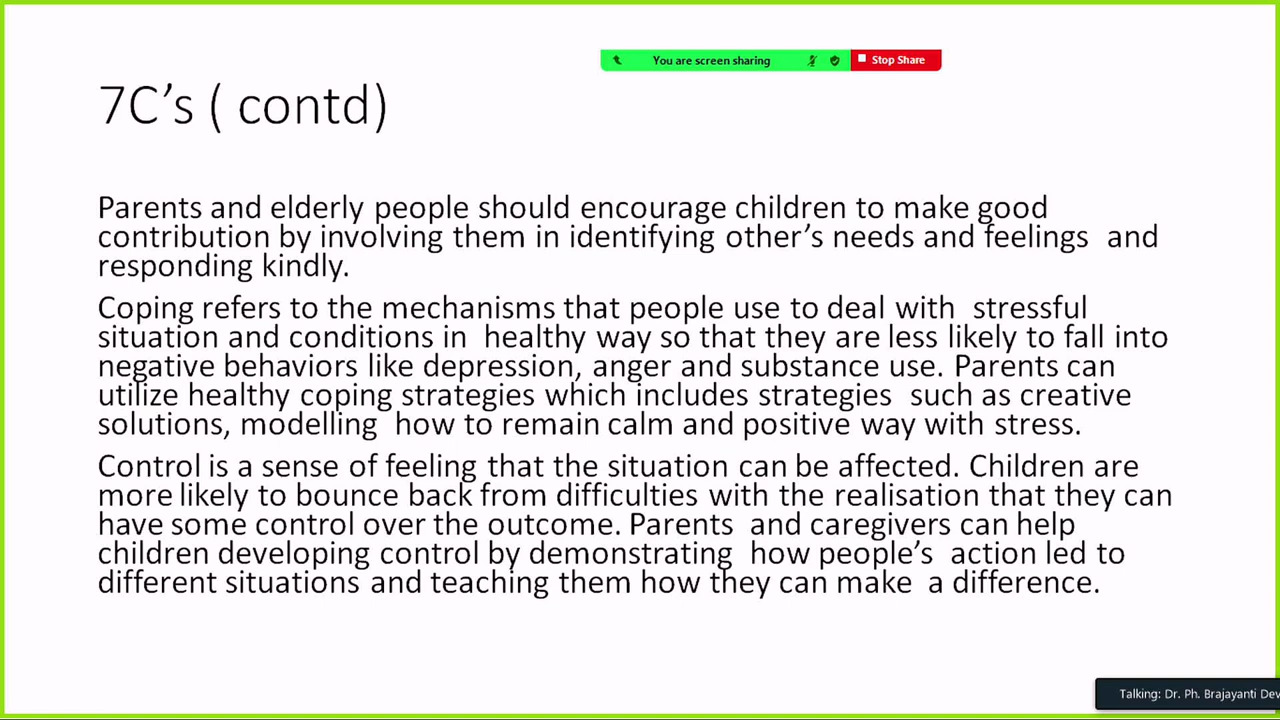 You are screen sharing
Stop Share
7C’s ( contd)
Parents and elderly people should encourage children to make good
contribution by involving them in identifying other’s needs and feelings and
responding kindly.
Coping refers to the mechanisms that people use to deal with stressful
situation and conditions in healthy way so that they are less likely to fall into
negative behaviors like depression, anger and substance use. Parents can
utilize healthy coping strategies which includes strategies such as creative
solutions, modelling how to remain calm and positive way with stress.
Control is a sense of feeling that the situation can be affected. Children are
more likely to bounce back from difficulties with the realisation that they can
have some control over the outcome. Parents and caregivers can help
children developing control by demonstrating how people’s action led to
different situations and teaching them how they can make a difference.
Talking: Dr. Ph. Brajayanti Dev